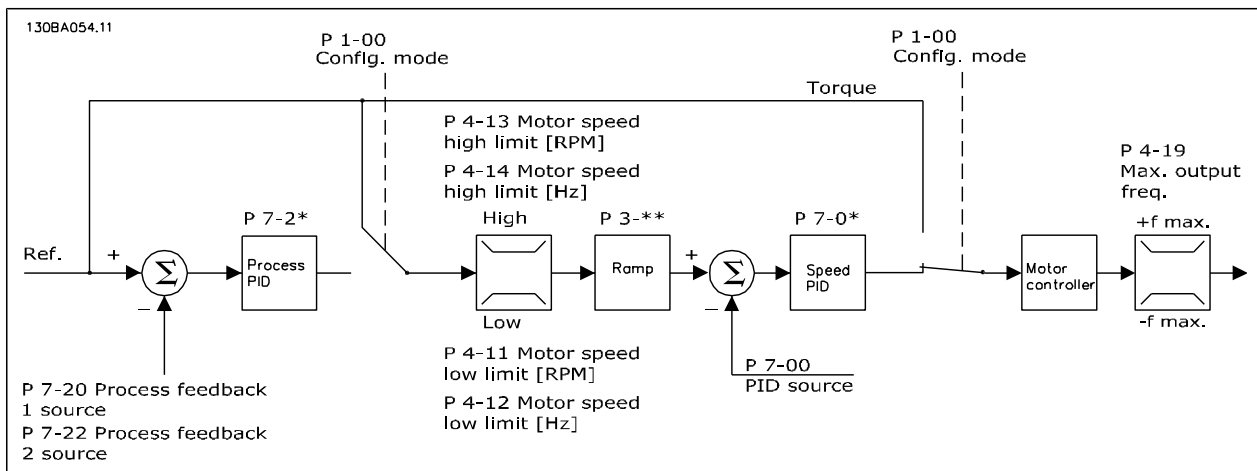 130BA054.11
P 1-00
Config. mode
P 1-00
Config. mode
Torque
P 4-13 Motor speed
high limit [RPM]
P 4-14 Motor speed
high limit [Hz]
P 4-19
Max. output
freq.
P 7-2*
High
P 3-**
P 7-0*
+f max.
Ref.
+
Σ
−
Process
PID
Ramp
+
Σ
−
Speed
PID
Motor
controller
Low
-f max.
P 4-11 Motor speed
low limit [RPM]
P 4-12 Motor speed
low limit [Hz]
P 7-00
PID source
P 7-20 Process feedback
1 source
P 7-22 Process feedback
2 source